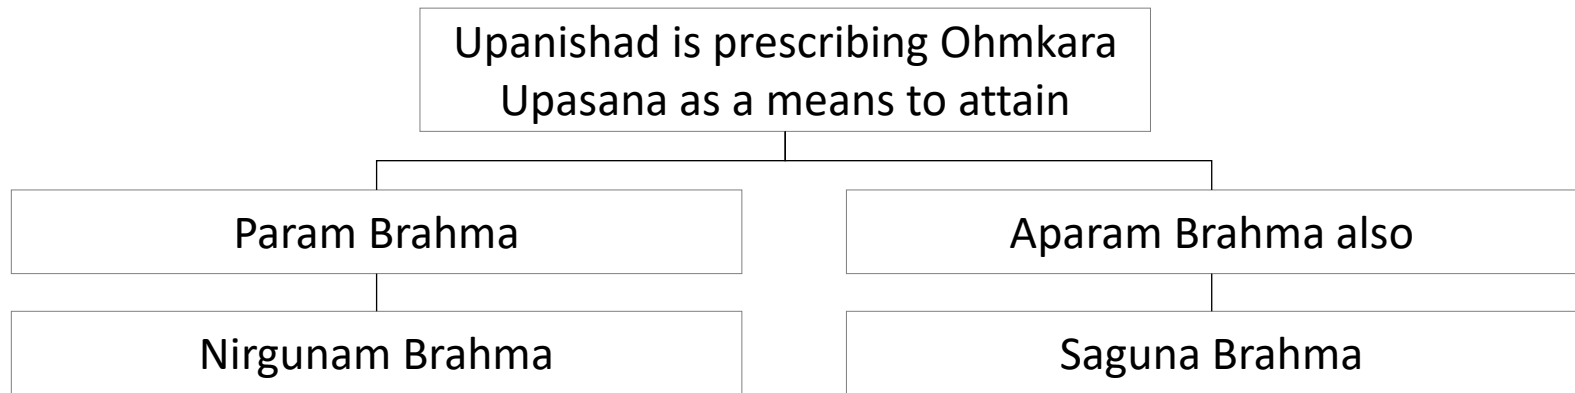 Upanishad is prescribing Ohmkara
Upasana as a means to attain
Param Brahma
Aparam Brahma also
Nirgunam Brahma
Saguna Brahma